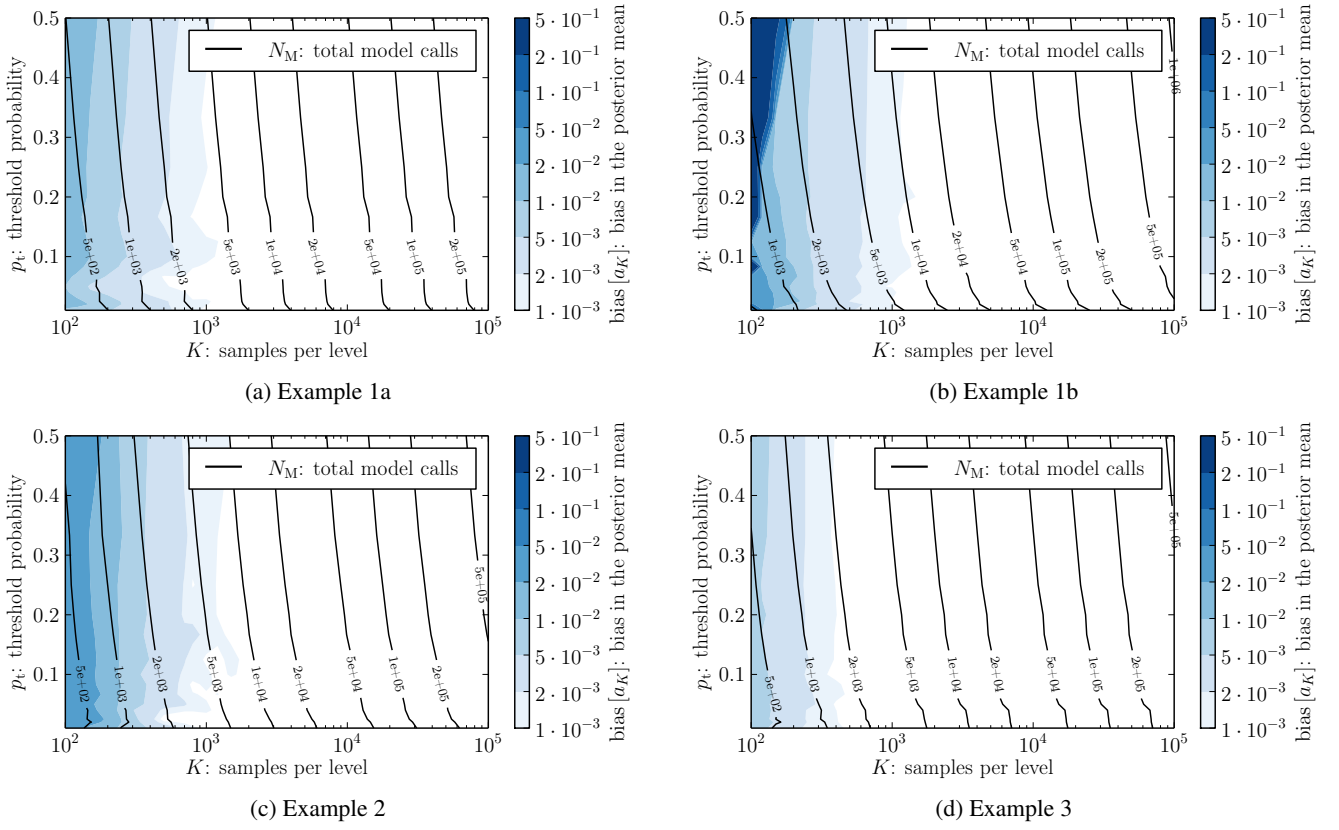 0.5
0.4
0.3
0.2
0.1
p_t: threshold probability
N_M: total model calls
5e+02
1e+03
2e+03
5e+03
1e+04
2e+04
5e+04
1e+05
2e+05
10^2
10^3
10^4
10^5
K: samples per level
5 · 10^−1
2 · 10^−1
1 · 10^−1
5 · 10^−2
2 · 10^−2
1 · 10^−2
5 · 10^−3
2 · 10^−3
1 · 10^−3
bias[a_K]: bias in the posterior mean
(a) Example 1a
0.5
0.4
0.3
0.2
0.1
p_t: threshold probability
N_M: total model calls
1e+03
2e+03
5e+03
1e+04
2e+04
5e+04
1e+05
2e+05
5e+05
1e+06
10^2
10^3
10^4
10^5
K: samples per level
5 · 10^−1
2 · 10^−1
1 · 10^−1
5 · 10^−2
2 · 10^−2
1 · 10^−2
5 · 10^−3
2 · 10^−3
1 · 10^−3
bias[a_K]: bias in the posterior mean
(b) Example 1b
0.5
0.4
0.3
0.2
0.1
p_t: threshold probability
N_M: total model calls
5e+02
1e+03
2e+03
5e+03
1e+04
2e+04
5e+04
1e+05
2e+05
5e+05
10^2
10^3
10^4
10^5
K: samples per level
5 · 10^−1
2 · 10^−1
1 · 10^−1
5 · 10^−2
2 · 10^−2
1 · 10^−2
5 · 10^−3
2 · 10^−3
1 · 10^−3
bias[a_K]: bias in the posterior mean
(c) Example 2
0.5
0.4
0.3
0.2
0.1
p_t: threshold probability
N_M: total model calls
5e+02
1e+03
2e+03
5e+03
1e+04
2e+04
5e+04
1e+05
2e+05
5e+05
10^2
10^3
10^4
10^5
K: samples per level
5 · 10^−1
2 · 10^−1
1 · 10^−1
5 · 10^−2
2 · 10^−2
1 · 10^−2
5 · 10^−3
2 · 10^−3
1 · 10^−3
bias[a_K]: bias in the posterior mean
(d) Example 3